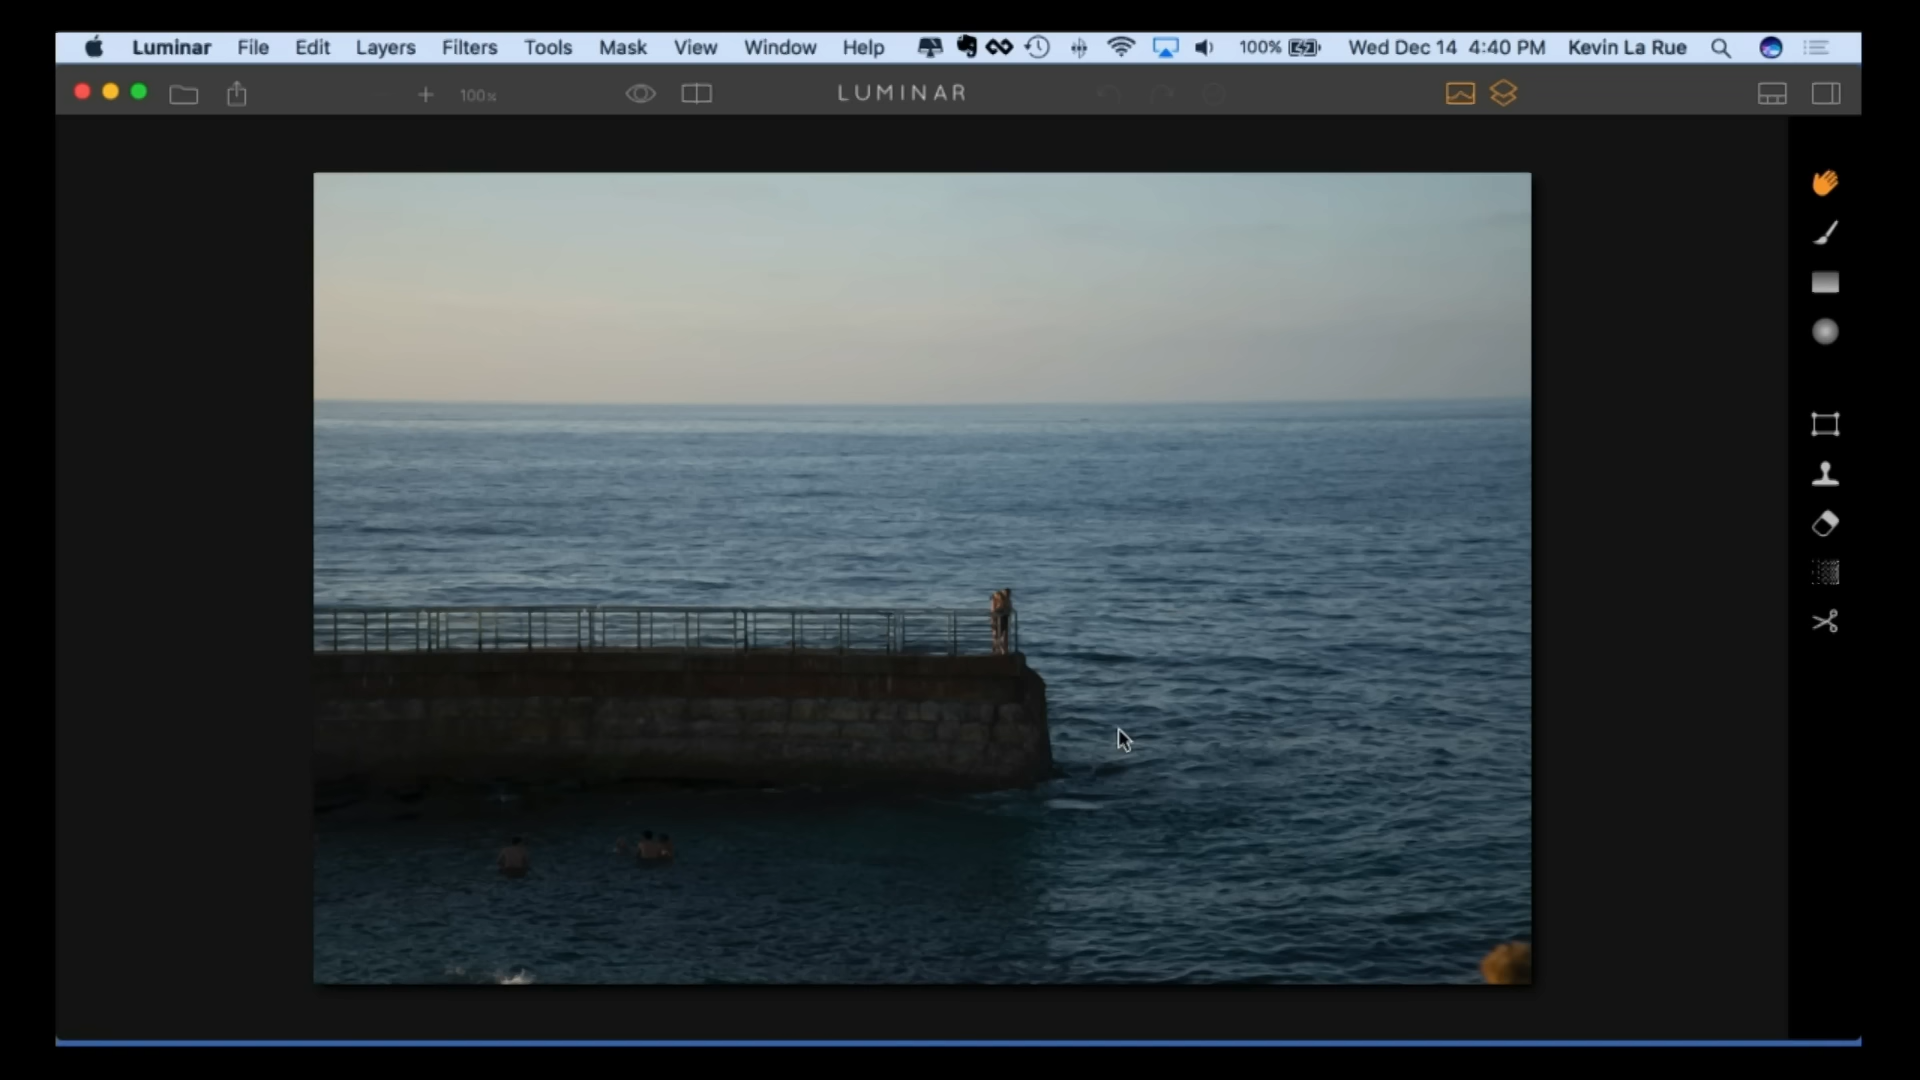 Luminar File Edit Layers Filters Tools Mask View Window Help 100% Wed Dec 14 4:40 PM Kevin La Rue
100% LUMINAR